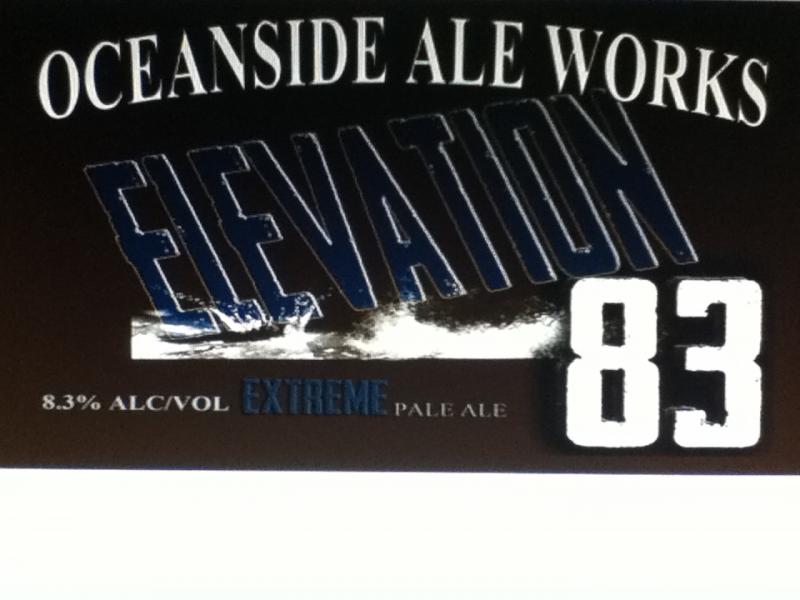 OCEANSIDE ALE WORKS
ELEVATION
83
8.3% ALC/VOL EXTREME PALE ALE